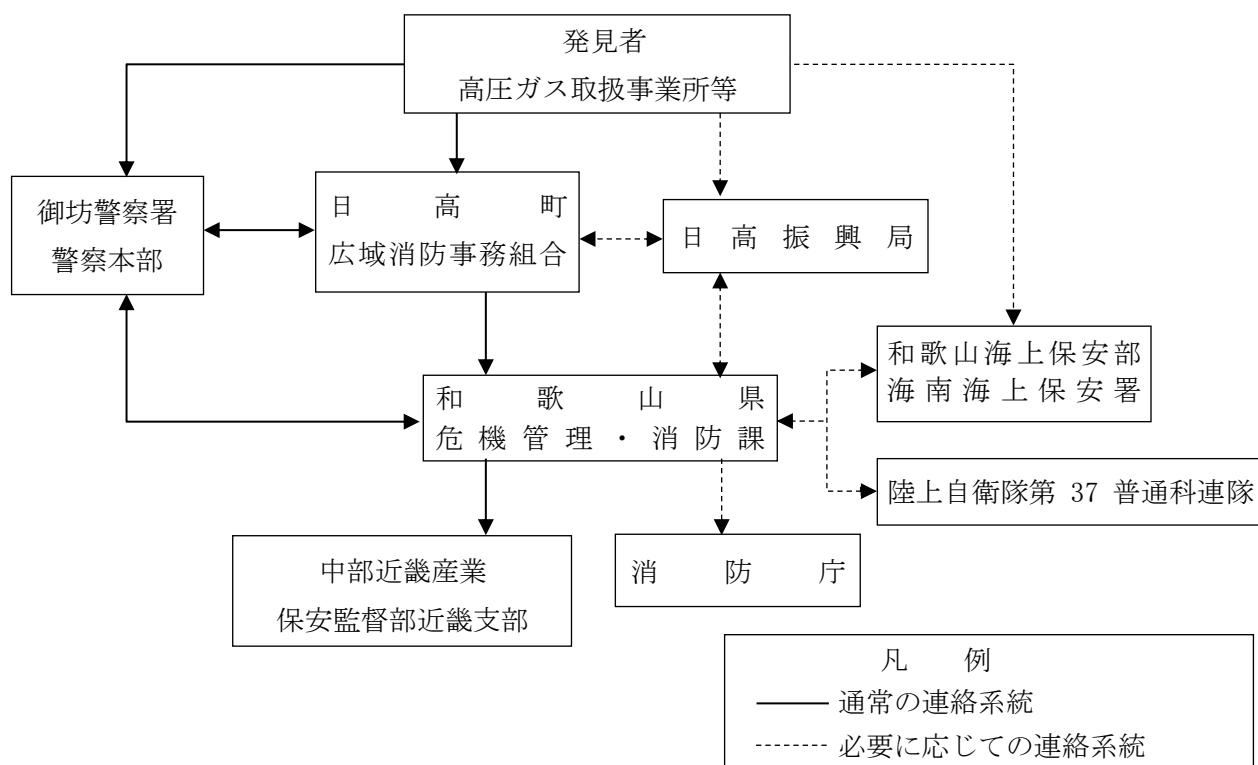 発見者
高圧ガス取扱事業所等
御坊警察署
警察本部
日高町
広域消防事務組合
日高振興局
和歌山海上保安部
海南海上保安署
和歌山県
危機管理・消防課
陸上自衛隊第 37 普通科連隊
中部近畿産業
保安監督部近畿支部
消防庁
凡例
通常の連絡系統
必要に応じての連絡系統